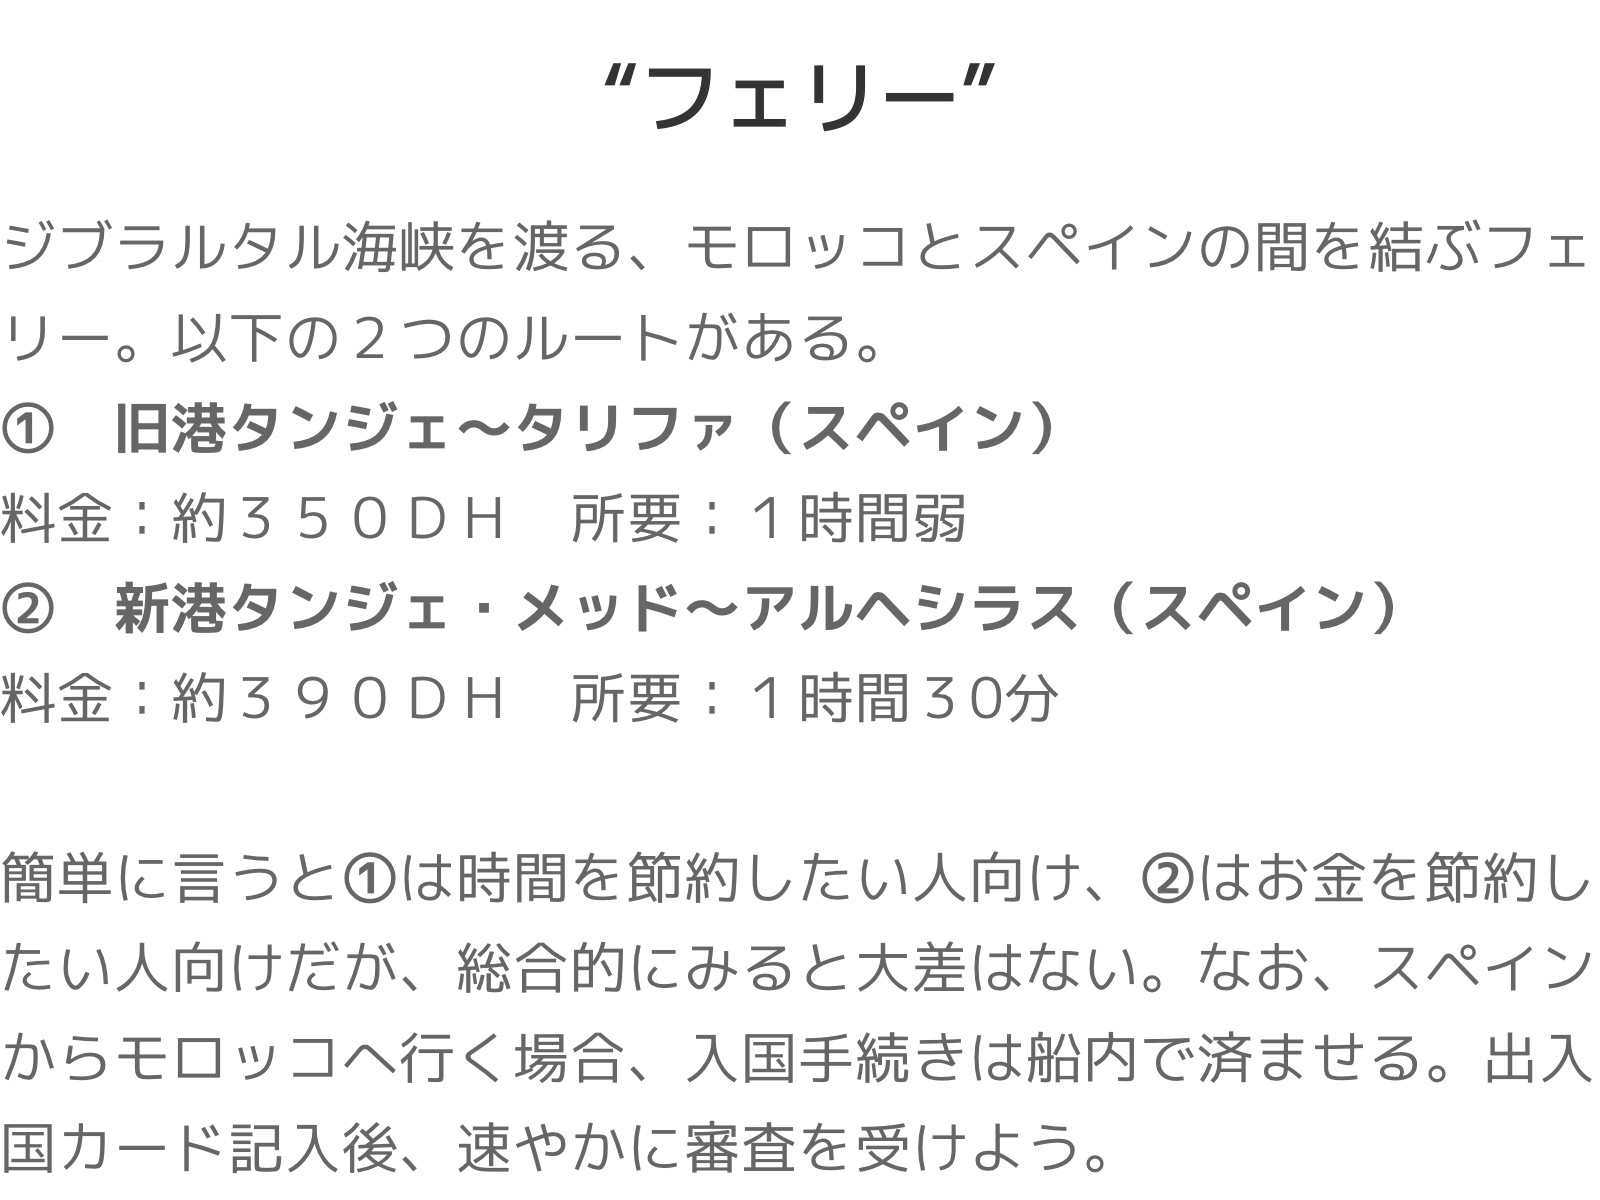 “フェリー”
ジブラルタル海峡を渡る、モロッコとスペインの間を結ぶフェ
リー。以下の２つのルートがある。
①　旧港タンジェ〜タリファ（スペイン）
料金：約３５０ＤＨ　所要：１時間弱
②　新港タンジェ・メッド〜アルヘシラス（スペイン）
料金：約３９０ＤＨ　所要：１時間３０分
簡単に言うと①は時間を節約したい人向け、②はお金を節約し
たい人向けだが、総合的にみると大差はない。なお、スペイン
からモロッコへ行く場合、入国手続きは船内で済ませる。出入
国カード記入後、速やかに審査を受けよう。